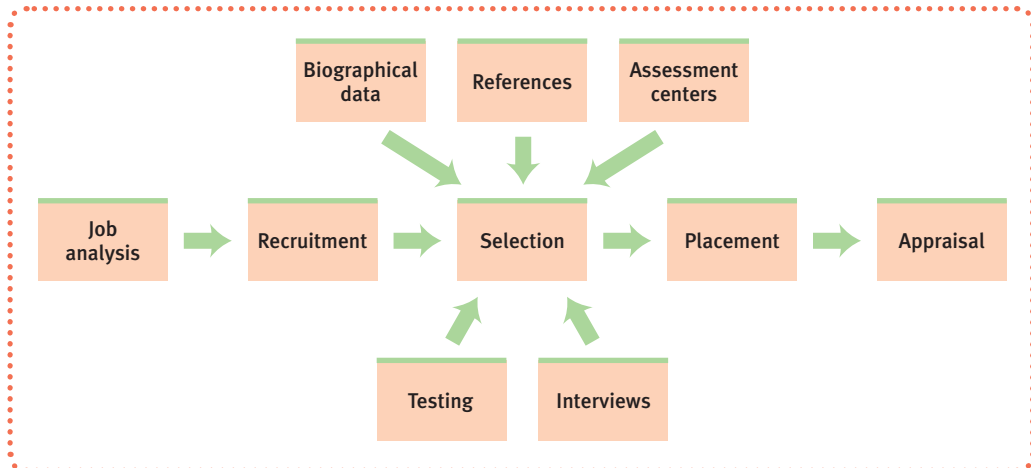 Biographical
data
References
Assessment
centers
Job
analysis
Recruitment
Selection
Placement
Appraisal
Testing
Interviews